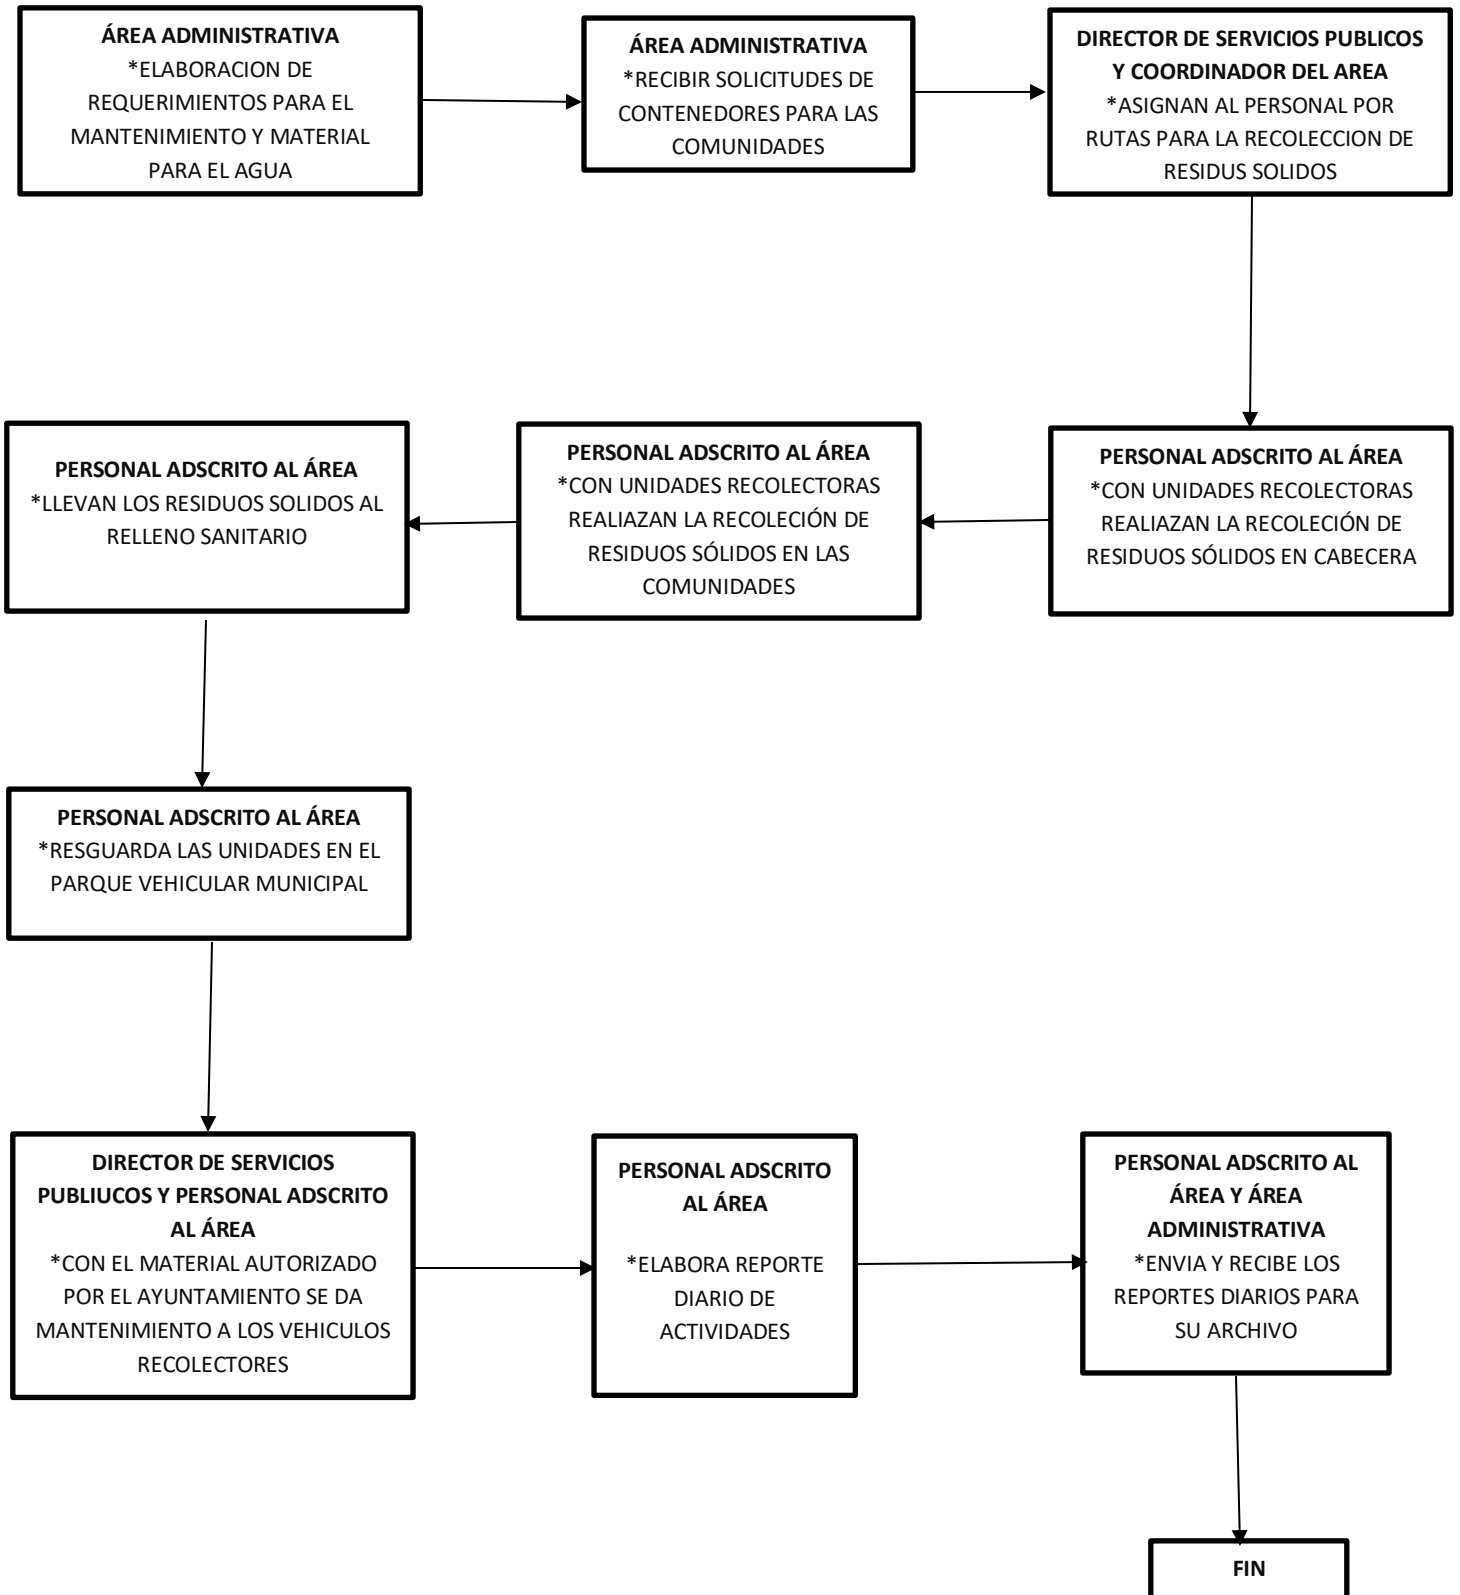 ÁREA ADMINISTRATIVA
*ELABORACION DE
REQUERIMIENTOS PARA EL
MANTENIMIENTO Y MATERIAL
PARA EL AGUA
ÁREA ADMINISTRATIVA
*RECIBIR SOLICITUDES DE
CONTENEDORES PARA LAS
COMUNIDADES
DIRECTOR DE SERVICIOS PUBLICOS
Y COORDINADOR DEL AREA
*ASIGNAN AL PERSONAL POR
RUTAS PARA LA RECOLECCION DE
RESIDUS SOLIDOS
PERSONAL ADSCRITO AL ÁREA
*CON UNIDADES RECOLECTORAS
REALIAZAN LA RECOLECIÓN DE
RESIDUOS SÓLIDOS EN CABECERA
PERSONAL ADSCRITO AL ÁREA
*CON UNIDADES RECOLECTORAS
REALIAZAN LA RECOLECIÓN DE
RESIDUOS SÓLIDOS EN LAS
COMUNIDADES
PERSONAL ADSCRITO AL ÁREA
*LLEVAN LOS RESIDUOS SOLIDOS AL
RELLENO SANITARIO
PERSONAL ADSCRITO AL ÁREA
*RESGUARDA LAS UNIDADES EN EL
PARQUE VEHICULAR MUNICIPAL
DIRECTOR DE SERVICIOS
PUBLIUCOS Y PERSONAL ADSCRITO
AL ÁREA
*CON EL MATERIAL AUTORIZADO
POR EL AYUNTAMIENTO SE DA
MANTENIMIENTO A LOS VEHICULOS
RECOLECTORES
PERSONAL ADSCRITO
AL ÁREA
*ELABORA REPORTE
DIARIO DE
ACTIVIDADES
PERSONAL ADSCRITO AL
ÁREA Y ÁREA
ADMINISTRATIVA
*ENVIA Y RECIBE LOS
REPORTES DIARIOS PARA
SU ARCHIVO
FIN